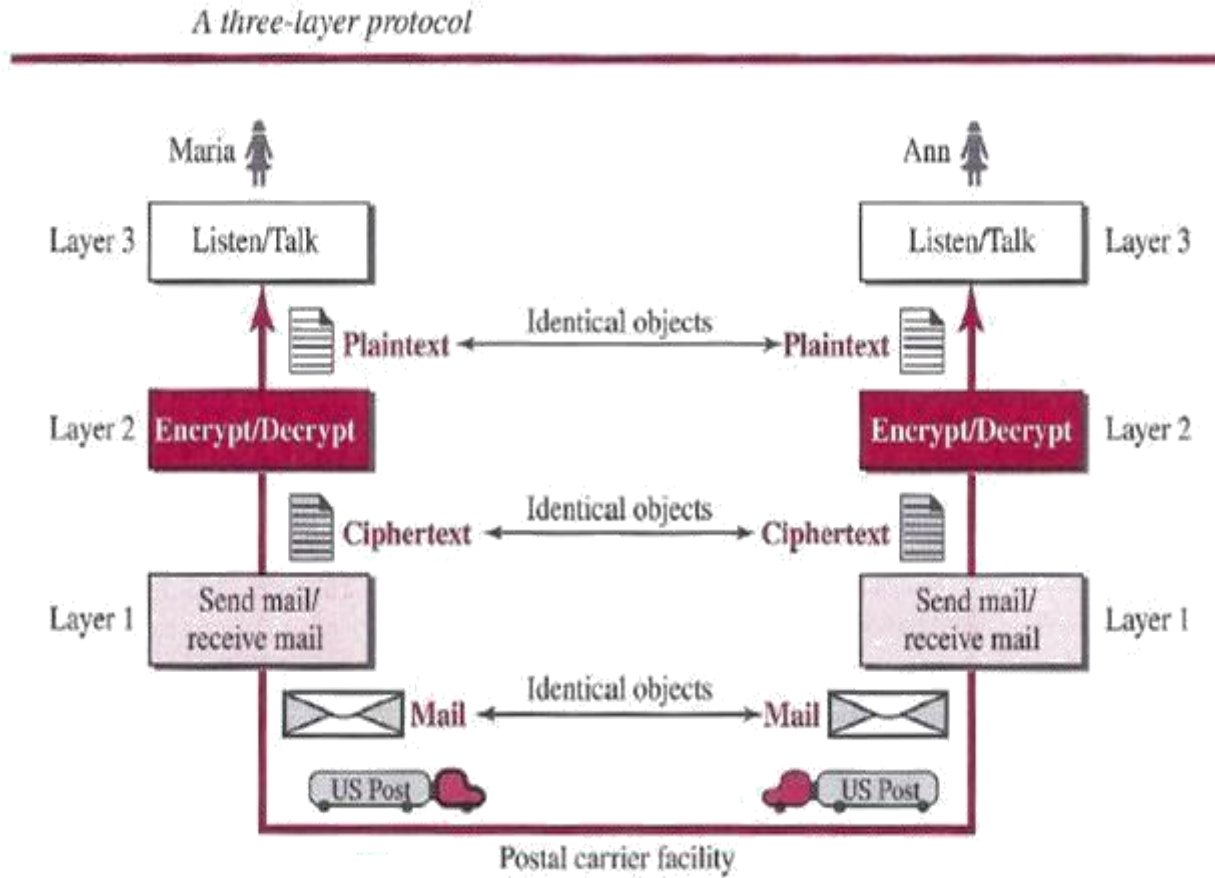 A three-layer protocol
Maria
Ann
Layer 3
Listen/Talk
Listen/Talk
Layer 3
Identical objects
Plaintext
Plaintext
Layer 2
Encrypt/Decrypt
Encrypt/Decrypt
Layer 2
Identical objects
Ciphertext
Ciphertext
Layer 1
Send mail/
receive mail
Send mail/
receive mail
Layer 1
Identical objects
Mail
Mail
US Post
US Post
Postal carrier facility